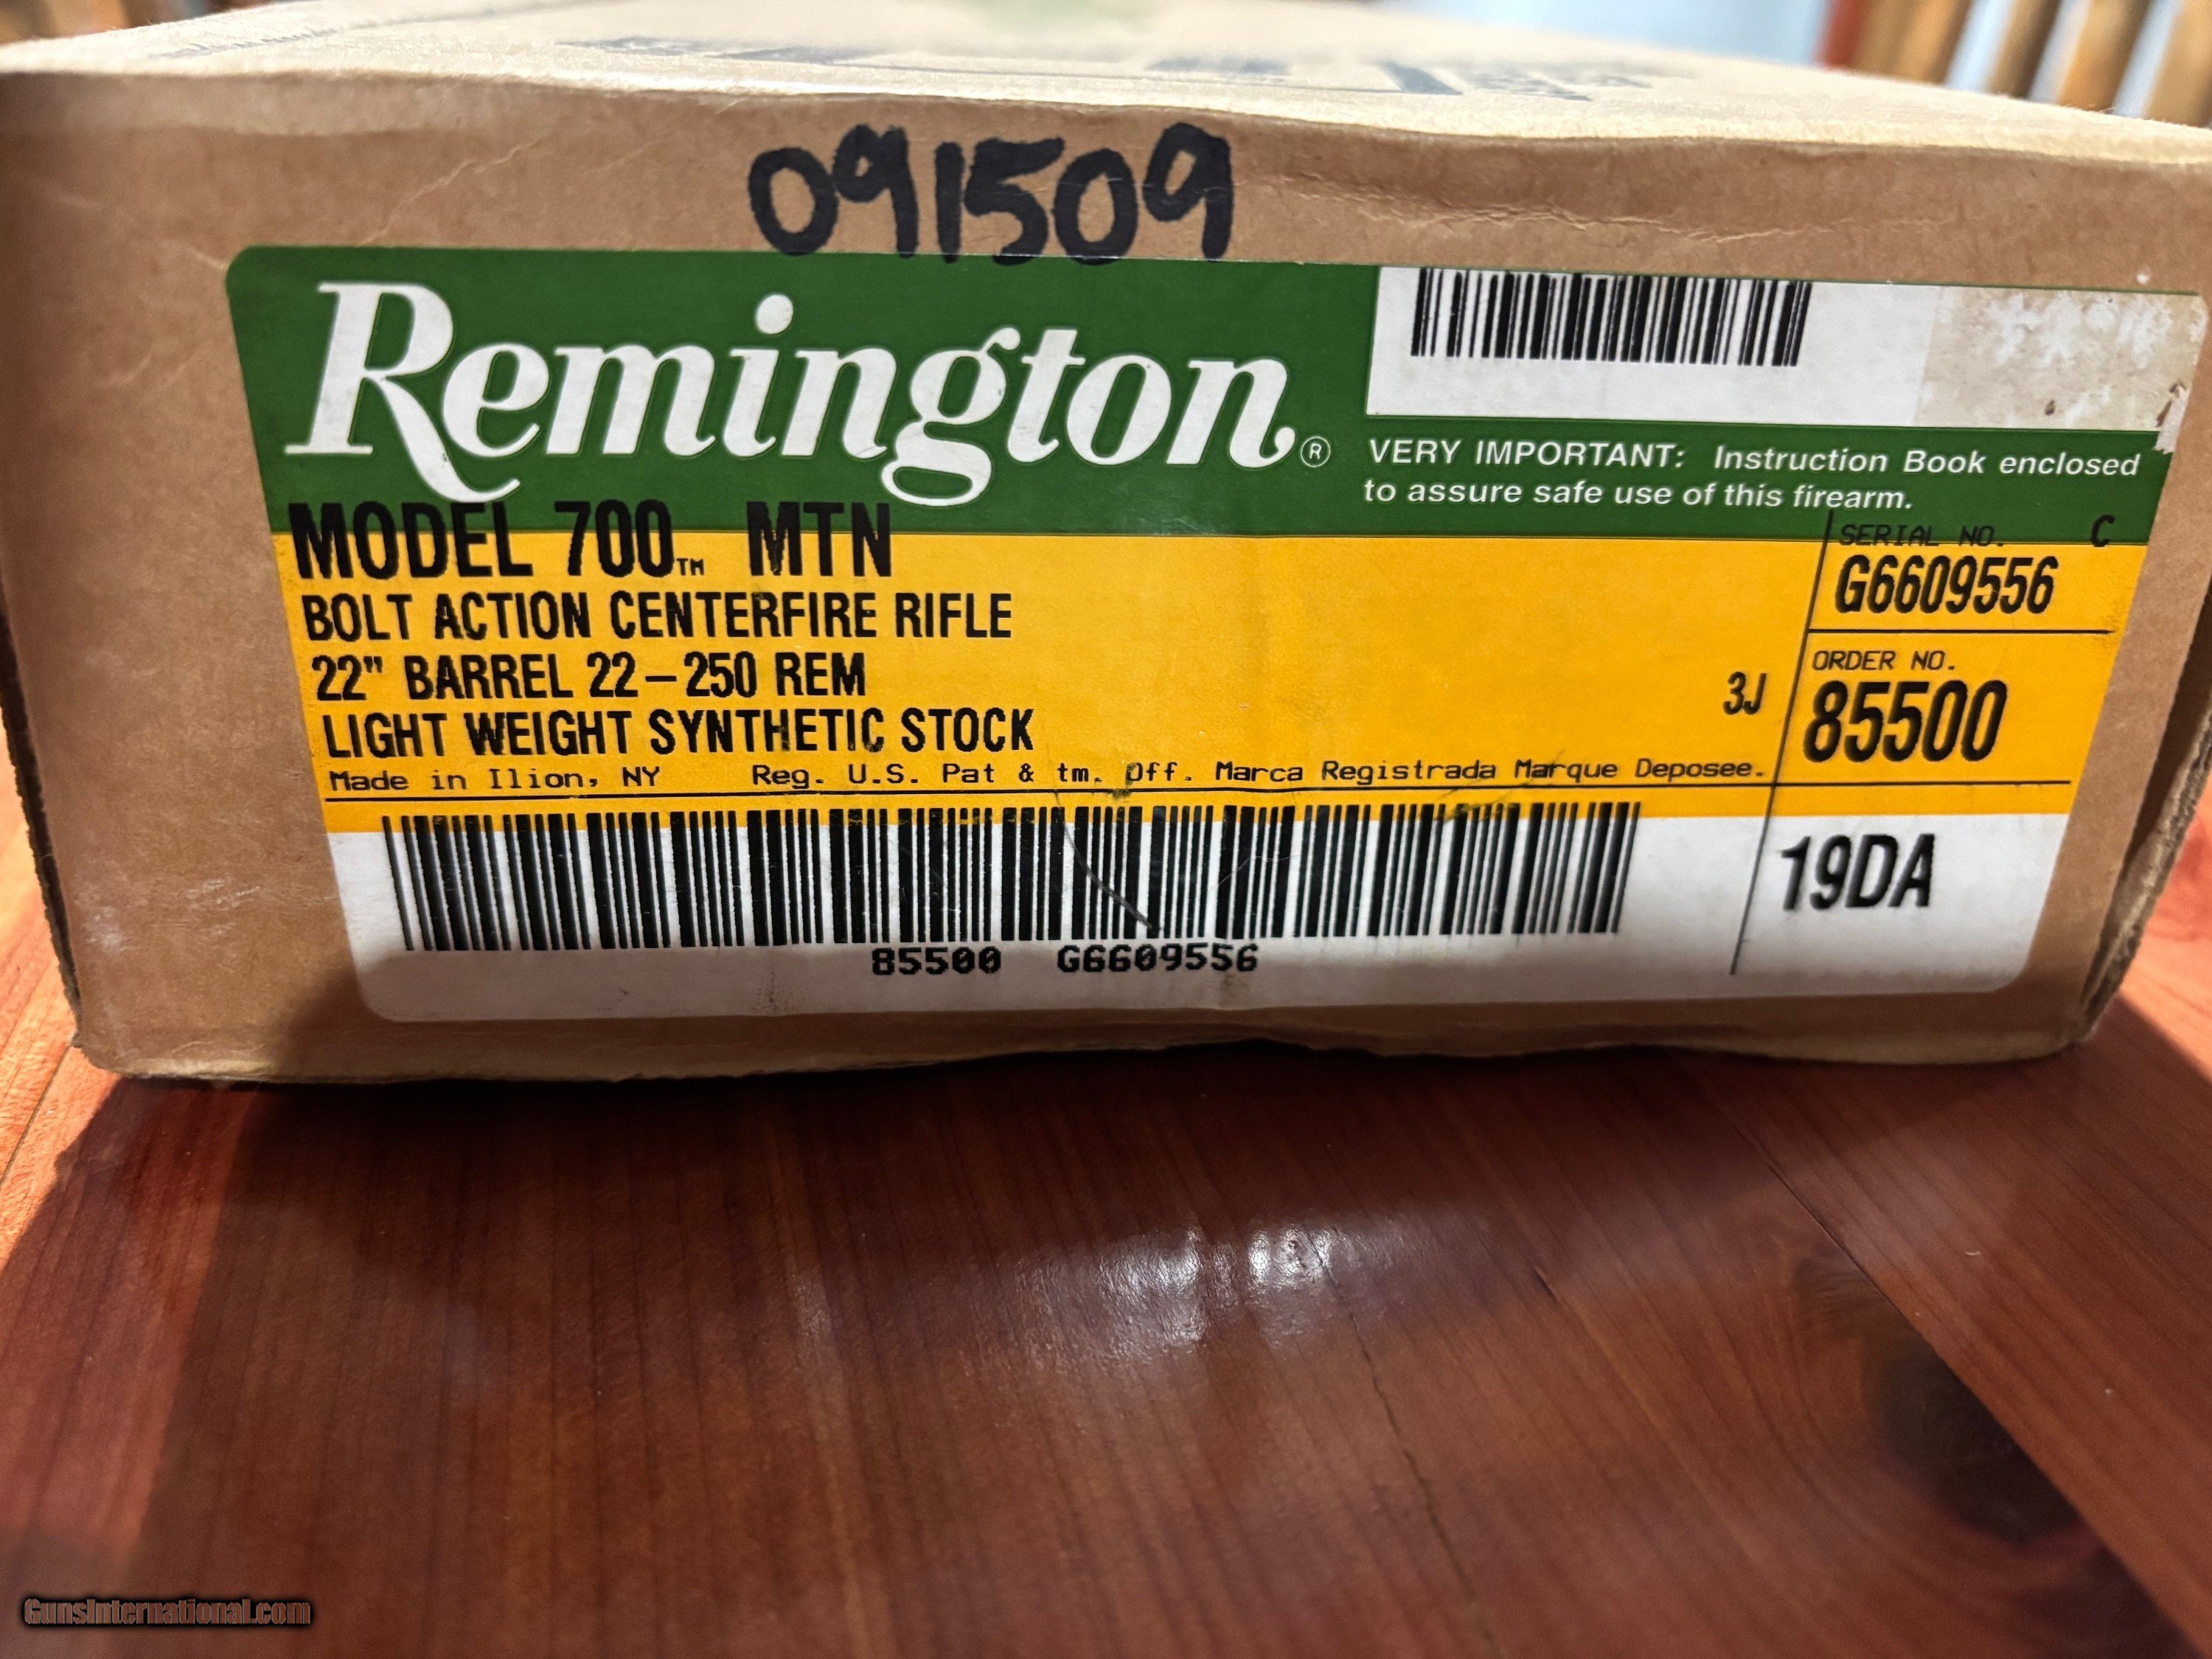 091509
Remington®
VERY IMPORTANT: Instruction Book enclosed
to assure safe use of this firearm.
MODEL 700™ MTN
BOLT ACTION CENTERFIRE RIFLE
22" BARREL 22-250 REM
LIGHT WEIGHT SYNTHETIC STOCK
3J
Made in Ilion, NY Reg. U.S. Pat & tm. Off. Marca Registrada Marque Deposee.
SERIAL NO. C
G6609556
ORDER NO.
85500
19DA
85500 G6609556
GunsInternational.com